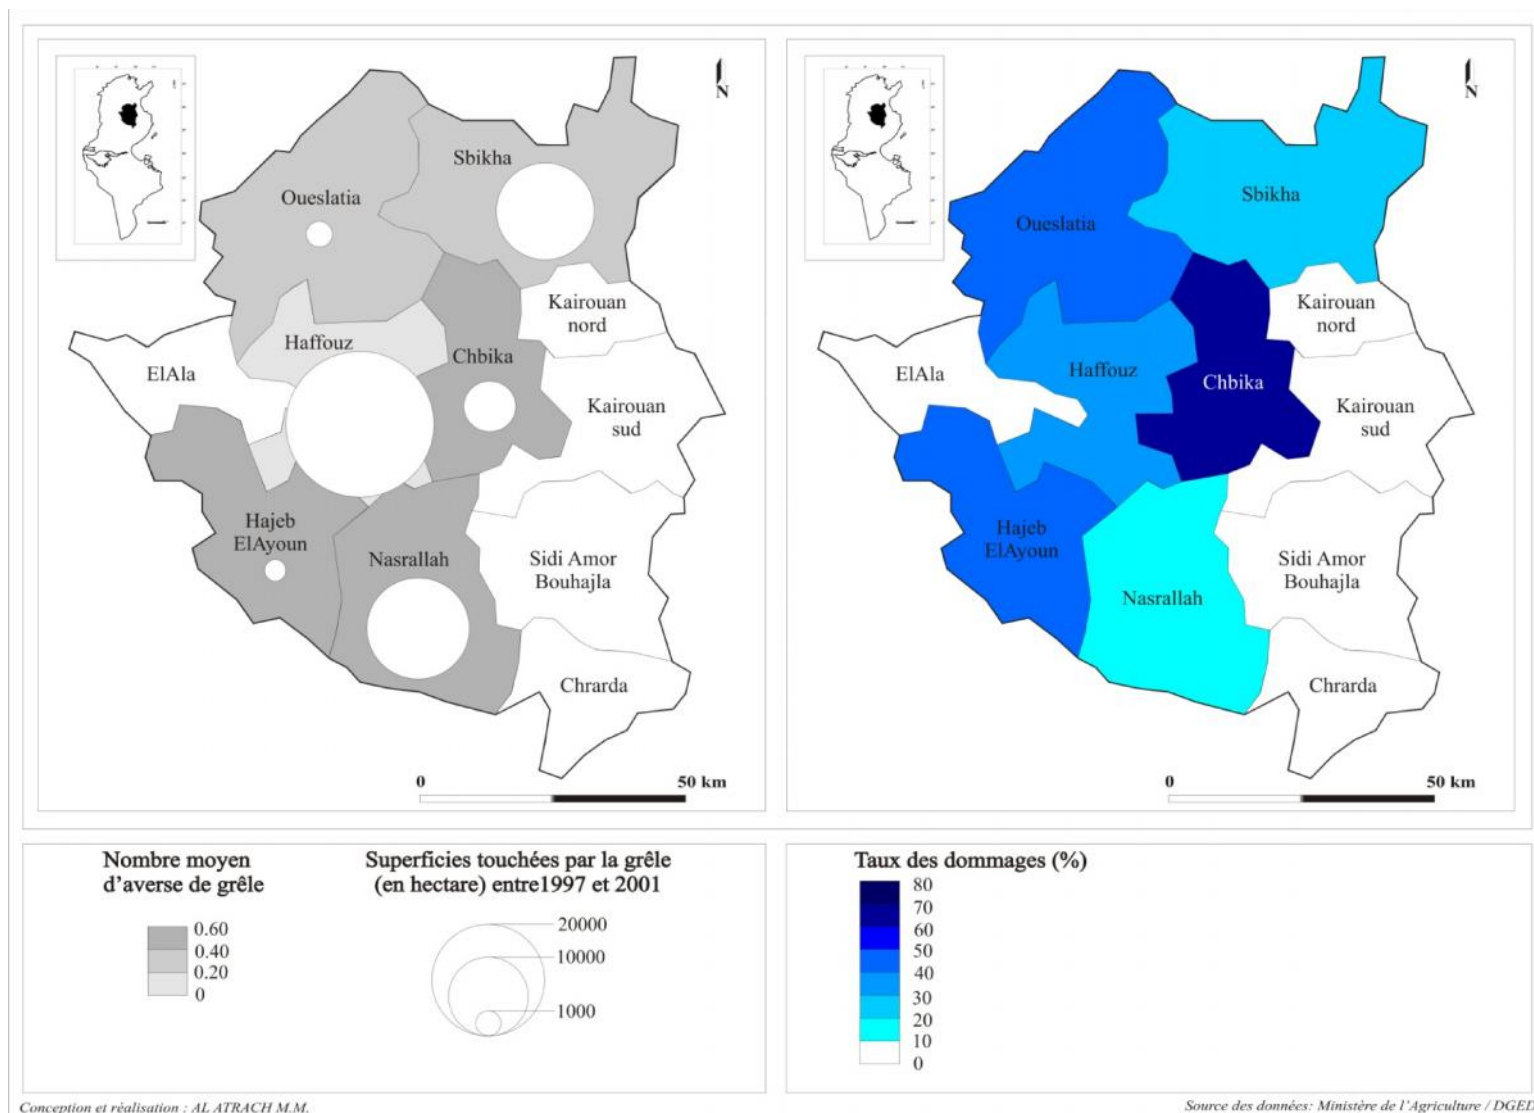 N
Sbikha
Oueslatia
Kairouan
nord
Haffouz
Chbika
ElAla
Kairouan
sud
Hajeb
ElAyoun
Nasrallah
Sidi Amor
Bouhajla
Chrarda
0
50 km
N
Sbikha
Oueslatia
Kairouan
nord
Haffouz
ElAla
Chbika
Kairouan
sud
Hajeb
ElAyoun
Sidi Amor
Bouhajla
Nasrallah
Chrarda
0
50 km
Nombre moyen
d'averse de grêle
0.60
0.40
0.20
0
Superficies touchées par la grêle
(en hectare) entre1997 et 2001
20000
10000
1000
Taux des dommages (%)
80
70
60
50
40
30
20
10
0
Conception et réalisation : AL ATRACH M.M.
Source des données: Ministère de l'Agriculture / DGED